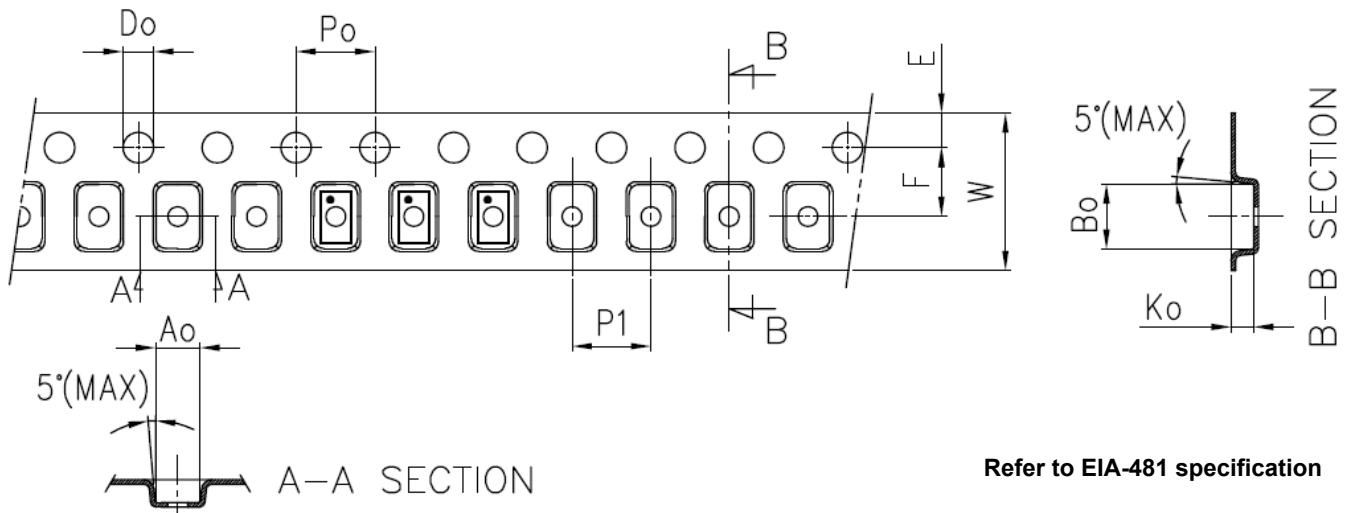 Do
Po
B
E
5°(MAX)
F
W
Bo
B-B SECTION
A
A
Ko
P1
B
Ao
5°(MAX)
A-A SECTION
Refer to EIA-481 specification